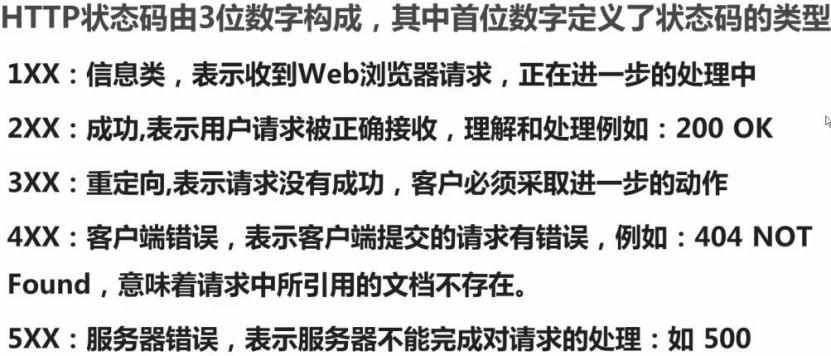 HTTP状态码由3位数字构成，其中首位数字定义了状态码的类型
1XX：信息类，表示收到Web浏览器请求，正在进一步的处理中
2XX：成功,表示用户请求被正确接收，理解和处理例如：200 OK
3XX：重定向,表示请求没有成功，客户必须采取进一步的动作
4XX：客户端错误，表示客户端提交的请求有错误，例如：404 NOT
Found，意味着请求中所引用的文档不存在。
5XX：服务器错误，表示服务器不能完成对请求的处理：如 500